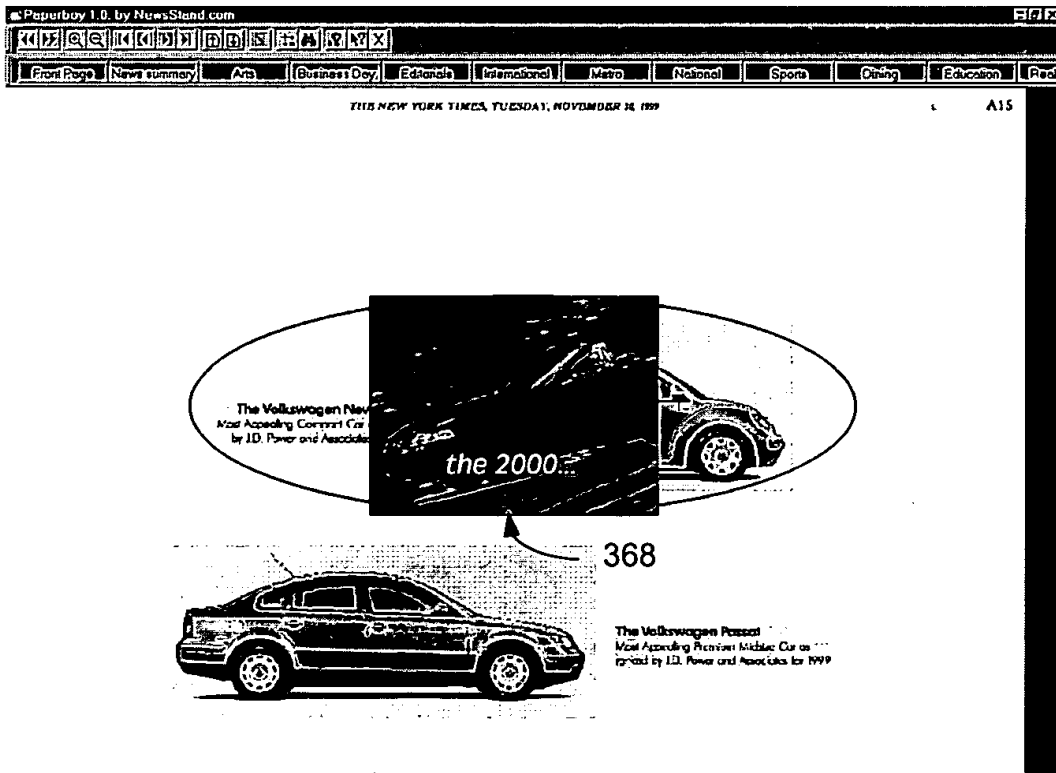 Paperboy 1.0. by NewsStand.com
Front Page News summary Arts Business Day Editorials International Metro National Sports Dining Education Real
THE NEW YORK TIMES, TUESDAY, NOVEMBER 1999 A15
The Volkswagen New
Most Appealing Compact Car
by J.D. Power and Associates
the 2000...
368
The Volkswagen Passat
Most Appealing Premium Midsize Car as
ranked by J.D. Power and Associates for 1999